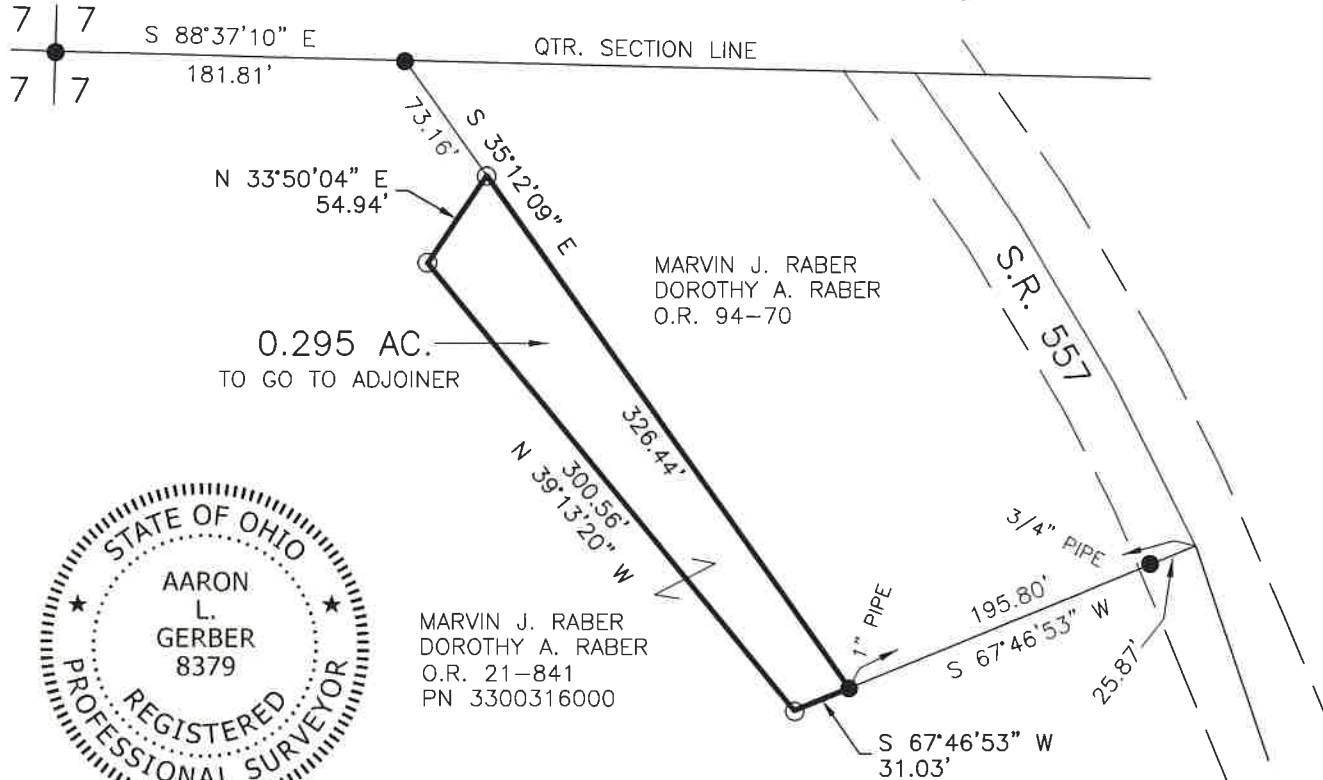 7 7
7 7
S 88°37'10" E
181.81'
QTR. SECTION LINE
73.16'
S 35°12'09" E
N 33°50'04" E
54.94'
MARVIN J. RABER
DOROTHY A. RABER
O.R. 94-70
S.R. 557
0.295 AC.
TO GO TO ADJOINER
326.44'
300.56'
N 39°13'20" W
3/4" PIPE
1" PIPE
195.80'
S 67°46'53" W
25.87'
MARVIN J. RABER
DOROTHY A. RABER
O.R. 21-841
PN 3300316000
S 67°46'53" W
31.03'
STATE OF OHIO
AARON
L.
GERBER
8379
REGISTERED
PROFESSIONAL SURVEYOR